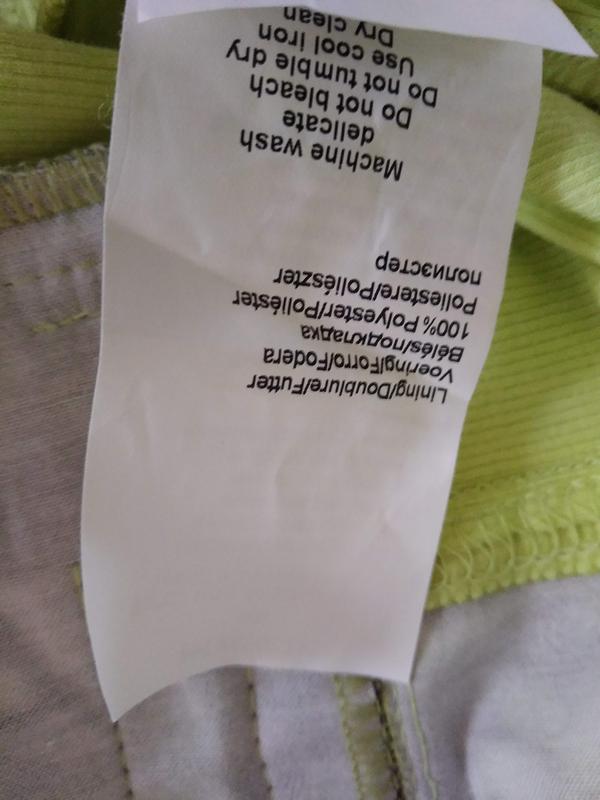 Lining/Doublure/Futter
Voering/Forro/Fodera
Bélés/подкладка
100% Polyester/Poliéster
Poliestere/Poliészter
полиэстер
Machine wash
delicate
Do not bleach
Do not tumble dry
Use cool iron
Dry clean